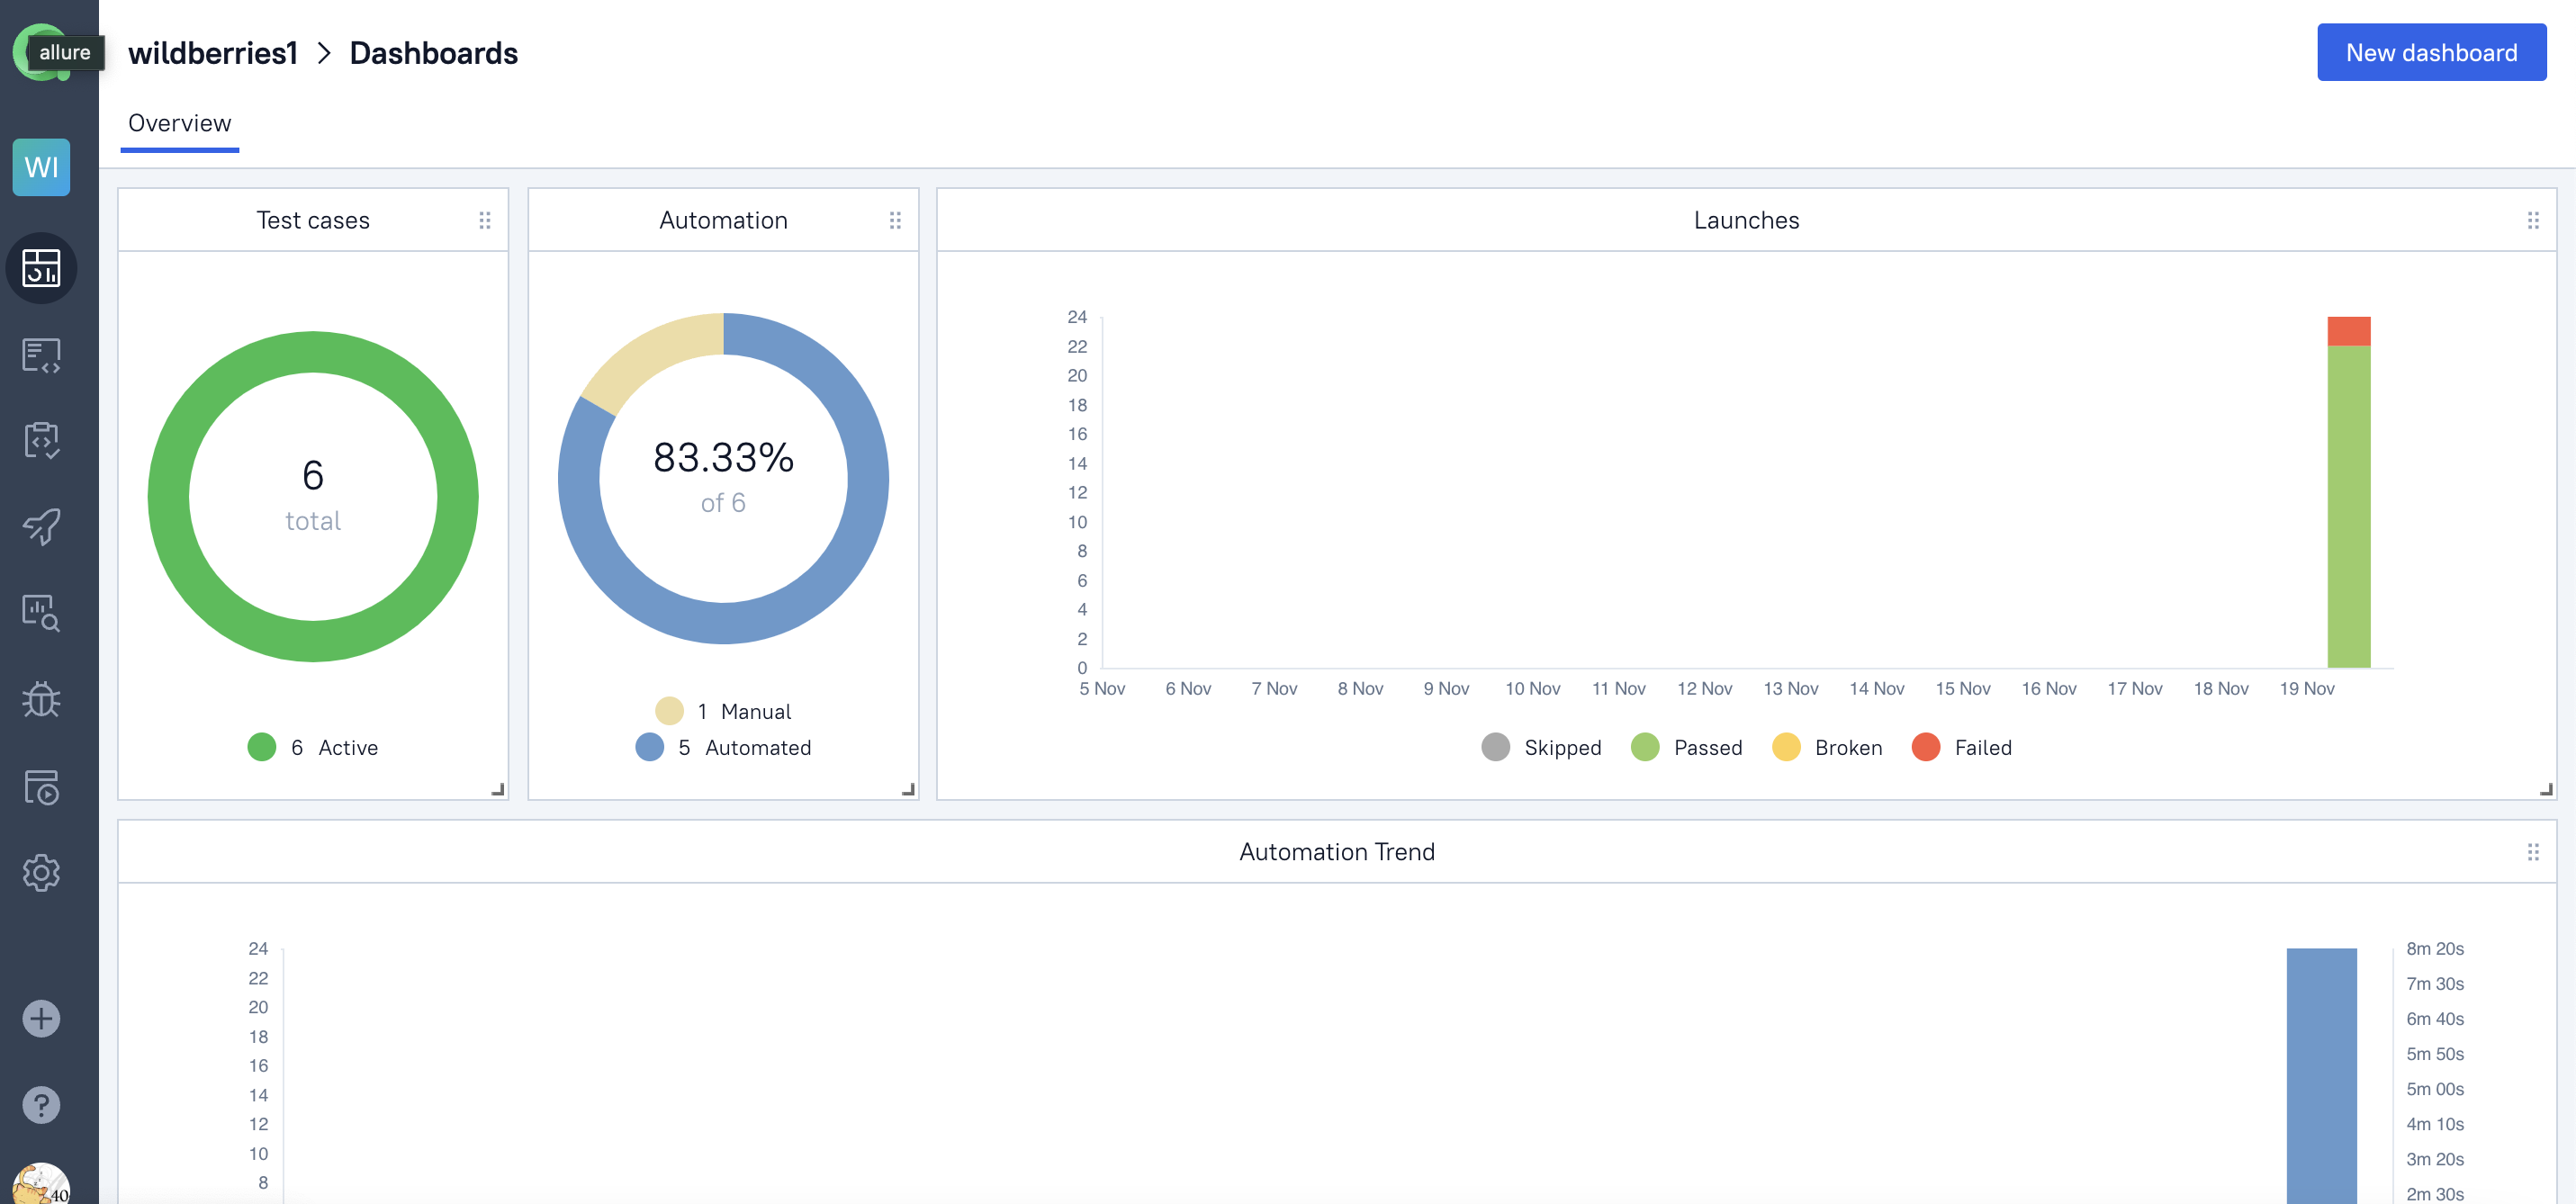 allure
wildberries1 > Dashboards
New dashboard
Overview
WI
Test cases
6
total
6 Active
Automation
83.33%
of 6
1 Manual
5 Automated
Launches
24
22
20
18
16
14
12
10
8
6
4
2
0
5 Nov 6 Nov 7 Nov 8 Nov 9 Nov 10 Nov 11 Nov 12 Nov 13 Nov 14 Nov 15 Nov 16 Nov 17 Nov 18 Nov 19 Nov
Skipped Passed Broken Failed
Automation Trend
24
22
20
18
16
14
12
10
8
8m 20s
7m 30s
6m 40s
5m 50s
5m 00s
4m 10s
3m 20s
2m 30s
?
40